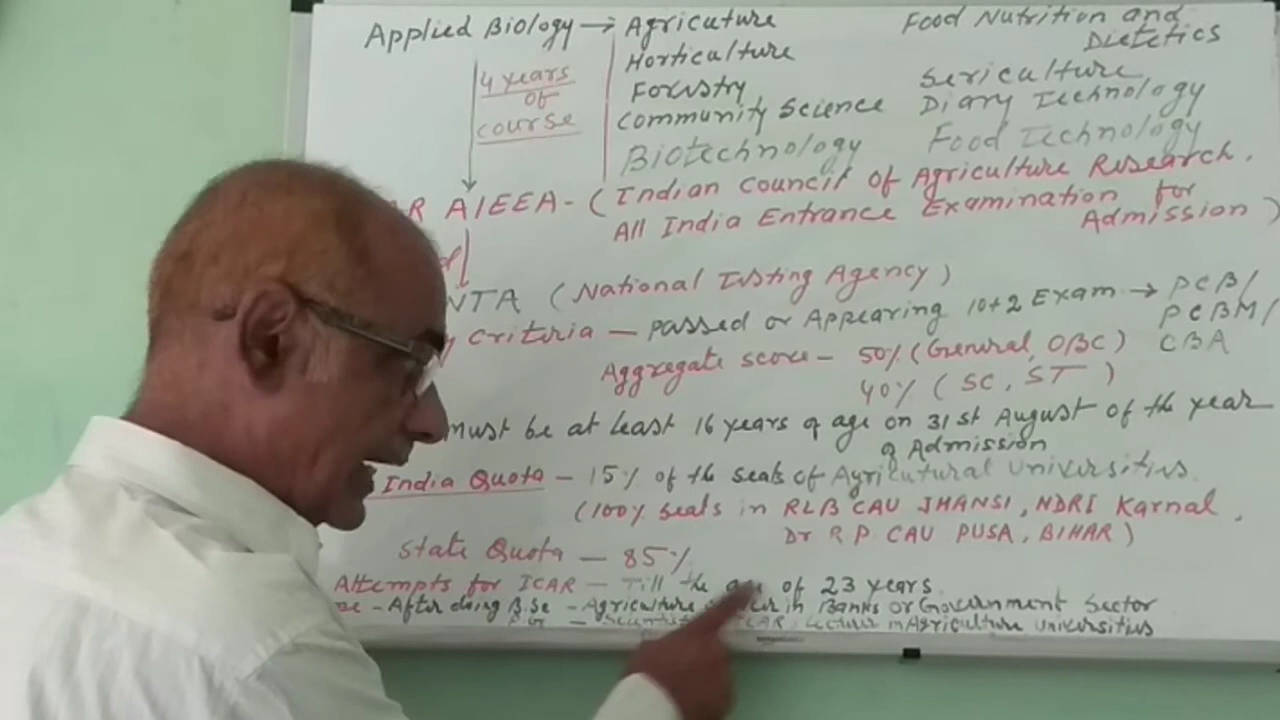 Applied Biology → Agricuture
Horticulture
Forestry
Community Science
Biotechnology
Food Nutrition and
Dietetics
Sericulture
Diary Technology
Food Technology
4 years
of
course
AR AIEEA - (Indian Council of Agriculture Research.
All India Entrance Examination for
Admission)
NTA (National Testing Agency)
Criteria - passed or Appearing 10+2 Exam → PCB/
PCBM/
CBA
Aggregate score - 50% (General, OBC)
40% (SC, ST)
must be at least 16 years of age on 31st August of the year
of Admission
India Quota - 15% of the seats of Agricutural Universities.
(100% seats in RLB CAU JHANSI, NDRI Karnal,
Dr R.P. CAU PUSA, BIHAR)
State Quota - 85%
Attempts for ICAR - Till the of 23 years.
- After doing B.Sc - Agriculture in Banks or Government Sector
Lecturer in Agriculture Universities